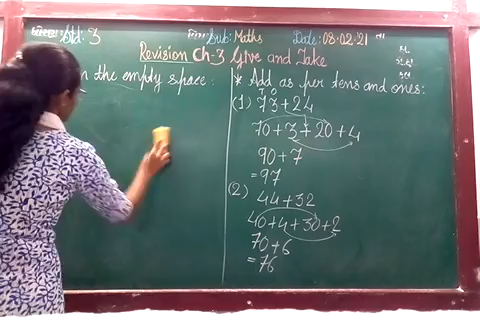 Std: 3
Sub: Maths
Date: 08.02.21
Revision Ch-3 Give and Take
in the empty space:
* Add as per tens and ones:
T O
(1) 73+24
70+3+20+4
90+7
=97
(2) 44+32
40+4+30+2
70+6
=76